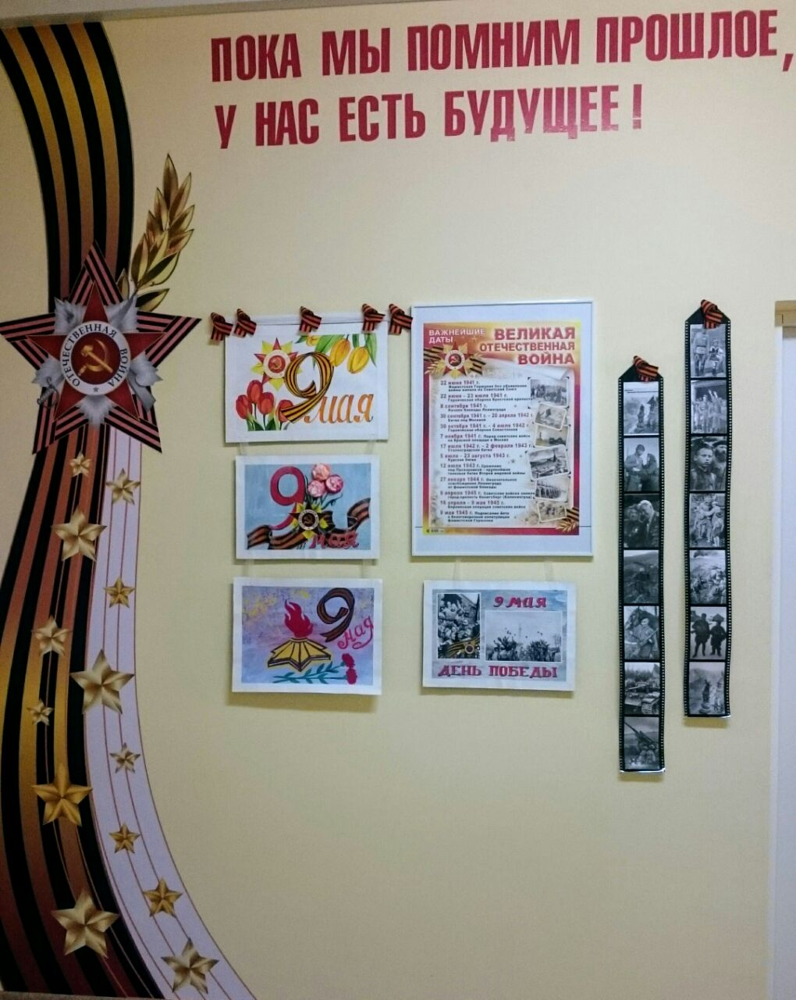 ПОКА МЫ ПОМНИМ ПРОШЛОЕ,
У НАС ЕСТЬ БУДУЩЕЕ!
ОТЕЧЕСТВЕННАЯ ВОЙНА
9 мая
9 мая
9 мая
ВАЖНЕЙШИЕ
ДАТЫ
ВЕЛИКАЯ
ОТЕЧЕСТВЕННАЯ
ВОЙНА
22 июня 1941 г.
Фашистская Германия без объявления
войны напала на Советский Союз
22 июня - 23 июля 1941 г.
Героическая оборона Брестской крепости
8 сентября 1941 г.
Начало блокады Ленинграда
30 сентября 1941 г. - 20 апреля 1942 г.
Битва под Москвой
30 октября 1941 г. - 4 июля 1942 г.
Героическая оборона Севастополя
7 ноября 1941 г. Парад советских войск
на Красной площади в Москве
17 июля 1942 г. - 2 февраля 1943 г.
Сталинградская битва
5 июля - 23 августа 1943 г.
Курская битва
12 июля 1943 г. Сражение
под Прохоровкой - крупнейшая
танковая битва Второй мировой войны
27 января 1944 г. Окончательное
освобождение Ленинграда
от фашистской блокады
9 апреля 1945 г. Советские войска заняли
город-крепость Кенигсберг (Калининград)
16 апреля - 9 мая 1945 г.
Берлинская операция советских войск
9 мая 1945 г. Подписание Акта
о безоговорочной капитуляции
фашистской Германии
9 МАЯ
ДЕНЬ ПОБЕДЫ